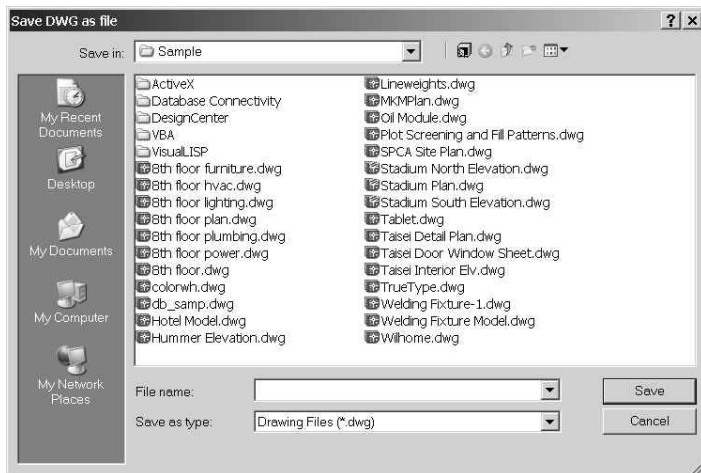 Save DWG as file
Save in:
Sample
My Recent
Documents
Desktop
My Documents
My Computer
My Network
Places
ActiveX
Database Connectivity
DesignCenter
VBA
VisualLISP
8th floor furniture.dwg
8th floor hvac.dwg
8th floor lighting.dwg
8th floor plan.dwg
8th floor plumbing.dwg
8th floor power.dwg
8th floor.dwg
colorwh.dwg
db_samp.dwg
Hotel Model.dwg
Hummer Elevation.dwg
Lineweights.dwg
MKMPlan.dwg
Oil Module.dwg
Plot Screening and Fill Patterns.dwg
SPCA Site Plan.dwg
Stadium North Elevation.dwg
Stadium Plan.dwg
Stadium South Elevation.dwg
Tablet.dwg
Taisei Detail Plan.dwg
Taisei Door Window Sheet.dwg
Taisei Interior Elv.dwg
TrueType.dwg
Welding Fixture-1.dwg
Welding Fixture Model.dwg
Wilhome.dwg
File name:
Save
Save as type:
Drawing Files (*.dwg)
Cancel